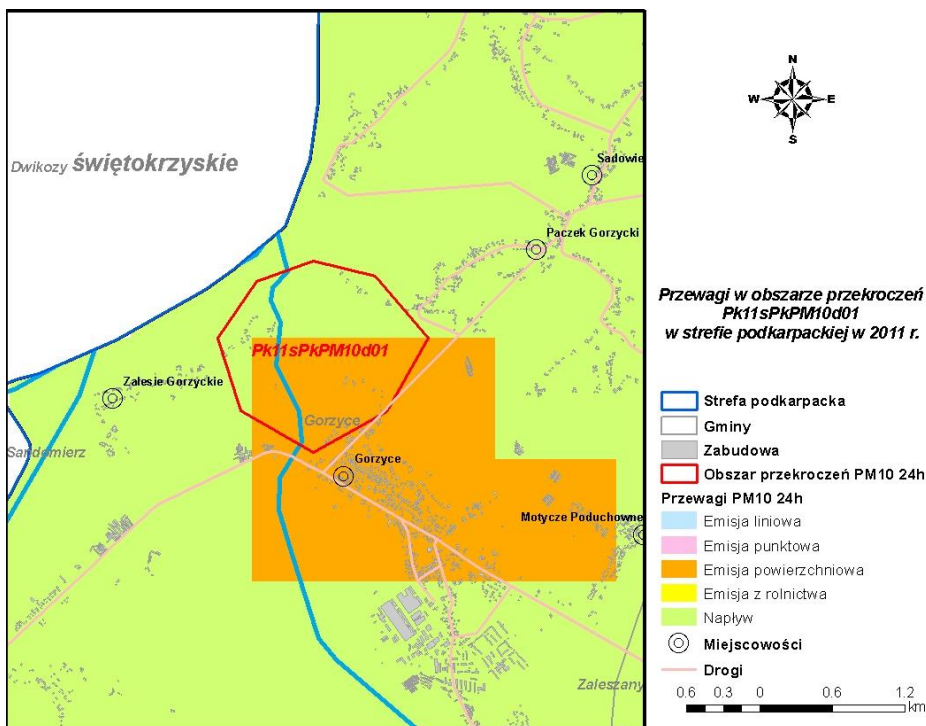 Dwikozy świętokrzyskie
Sadowie
Paczek Gorzycki
Pk11sPkPM10d01
Zalesie Gorzyckie
Gorzyce
Sandomierz
Gorzyce
Motycze Poduchowne
Zaleszany
N
W E
S
Przewagi w obszarze przekroczeń
Pk11sPkPM10d01
w strefie podkarpackiej w 2011 r.
Strefa podkarpacka
Gminy
Zabudowa
Obszar przekroczeń PM10 24h
Przewagi PM10 24h
Emisja liniowa
Emisja punktowa
Emisja powierzchniowa
Emisja z rolnictwa
Napływ
Miejscowości
Drogi
0.6 0.3 0 0.6 1.2
km